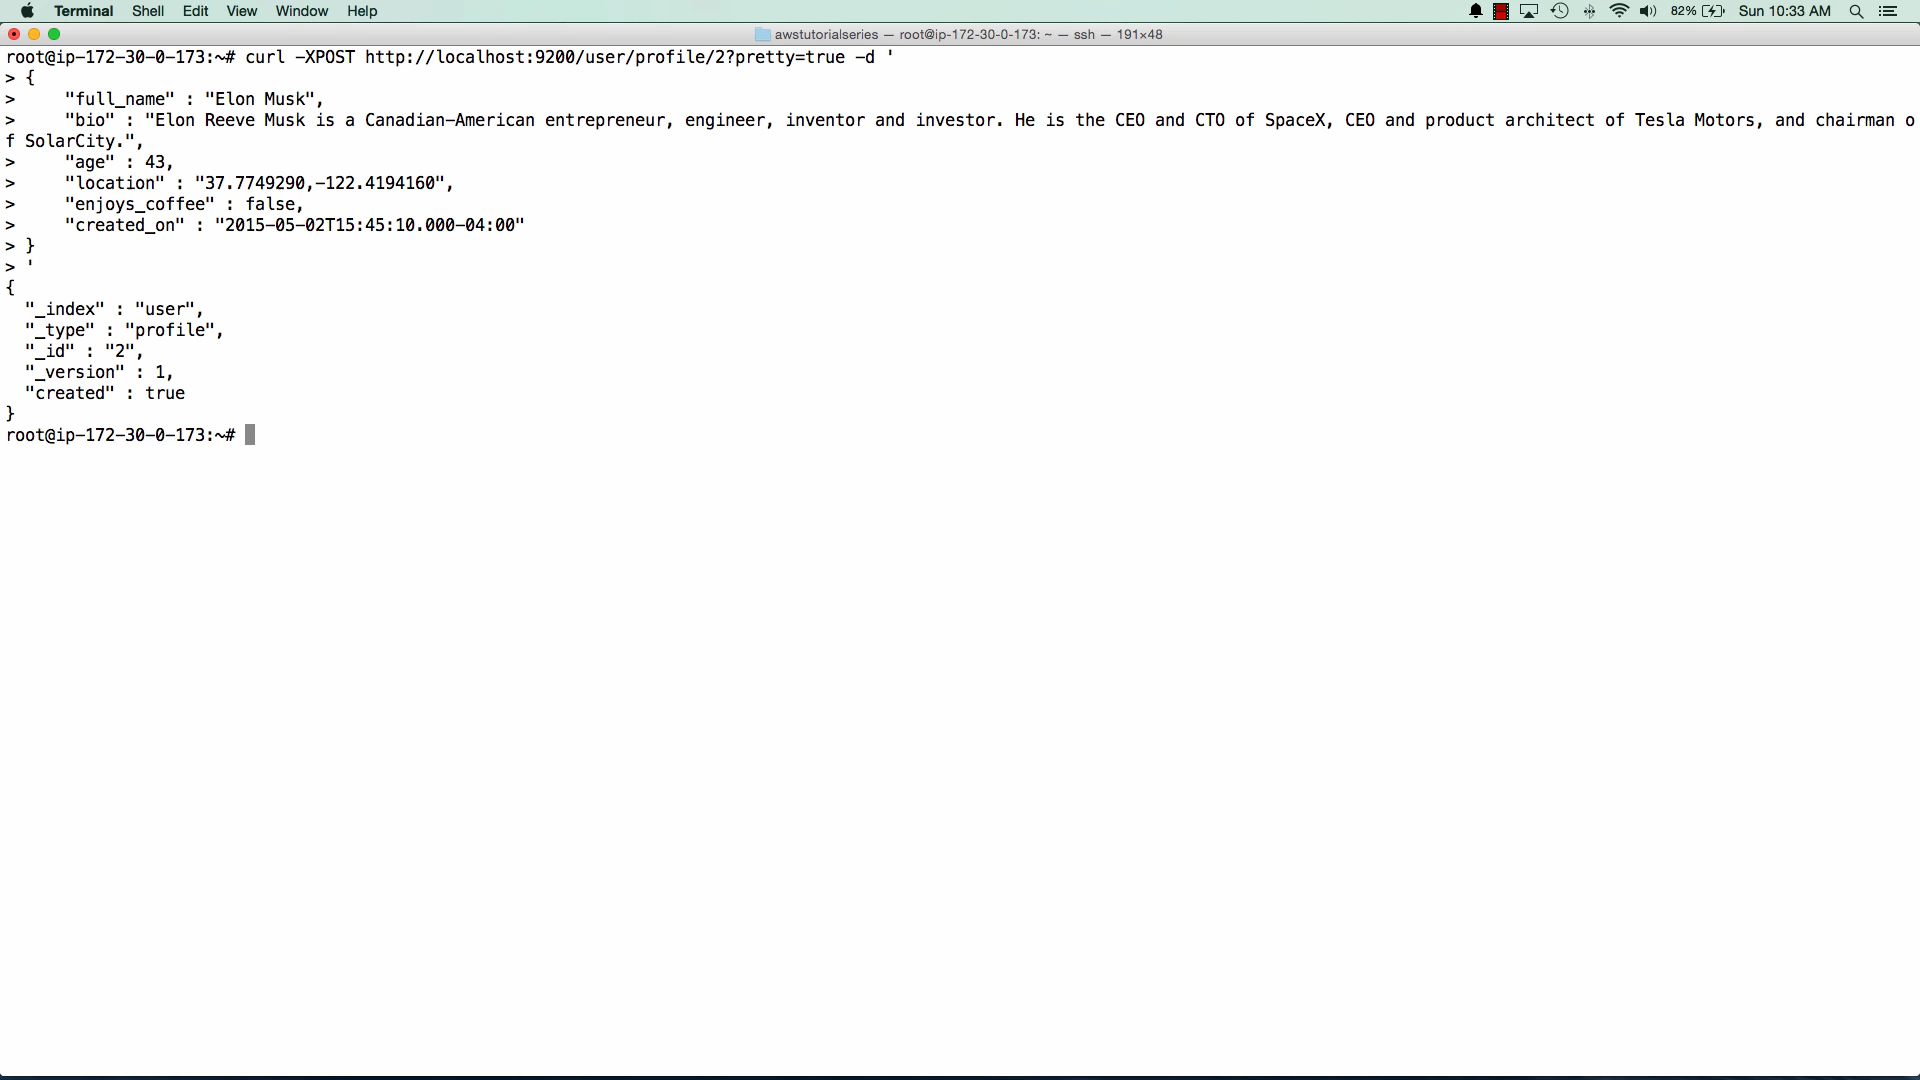 Terminal Shell Edit View Window Help 82% Sun 10:33 AM
awstutorialseries — root@ip-172-30-0-173: ~ — ssh — 191×48
root@ip-172-30-0-173:~# curl -XPOST http://localhost:9200/user/profile/2?pretty=true -d '
> {
>     "full_name" : "Elon Musk",
>     "bio" : "Elon Reeve Musk is a Canadian-American entrepreneur, engineer, inventor and investor. He is the CEO and CTO of SpaceX, CEO and product architect of Tesla Motors, and chairman o
f SolarCity.",
>     "age" : 43,
>     "location" : "37.7749290,-122.4194160",
>     "enjoys_coffee" : false,
>     "created_on" : "2015-05-02T15:45:10.000-04:00"
> }
> '
{
  "_index" : "user",
  "_type" : "profile",
  "_id" : "2",
  "_version" : 1,
  "created" : true
}
root@ip-172-30-0-173:~#